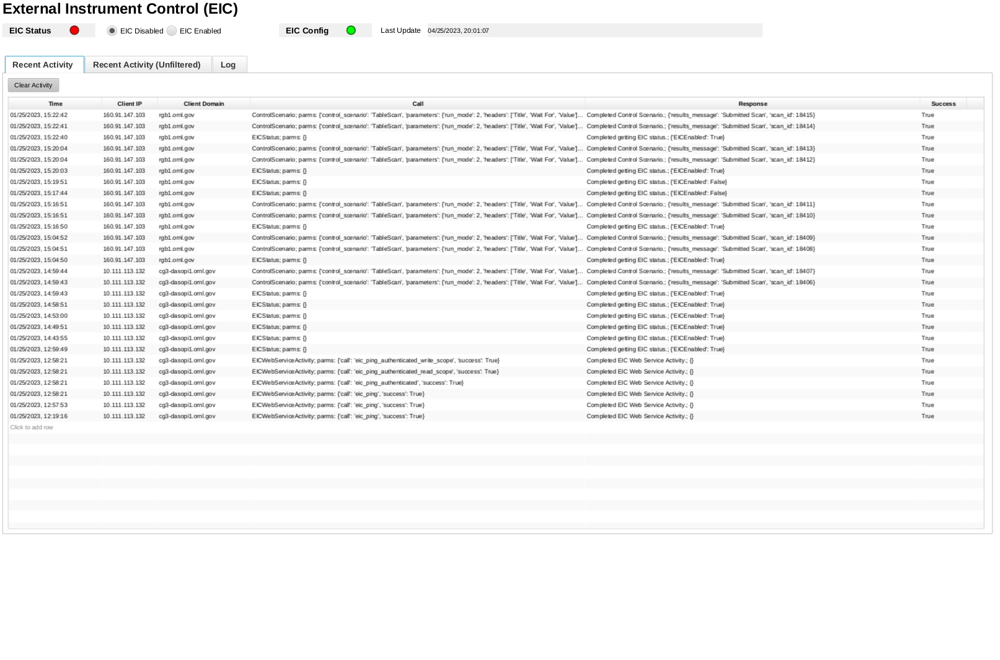 External Instrument Control (EIC)
EIC Status EIC Disabled EIC Enabled EIC Config Last Update 04/25/2023, 20:01:07
Recent Activity Recent Activity (Unfiltered) Log
Clear Activity
Time Client IP Client Domain Call Response Success
01/25/2023, 15:22:42 160.91.147.103 rgb1.ornl.gov ControlScenario; parms: {'control_scenario': 'TableScan', 'parameters': {'run_mode': 2, 'headers': ['Title', 'Wait For', 'Value']... Completed Control Scenario.; {'results_message': 'Submitted Scan', 'scan_id': 18415} True
01/25/2023, 15:22:41 160.91.147.103 rgb1.ornl.gov ControlScenario; parms: {'control_scenario': 'TableScan', 'parameters': {'run_mode': 2, 'headers': ['Title', 'Wait For', 'Value']... Completed Control Scenario.; {'results_message': 'Submitted Scan', 'scan_id': 18414} True
01/25/2023, 15:22:40 160.91.147.103 rgb1.ornl.gov EICStatus; parms: {} Completed getting EIC status.; {'EICEnabled': True} True
01/25/2023, 15:20:04 160.91.147.103 rgb1.ornl.gov ControlScenario; parms: {'control_scenario': 'TableScan', 'parameters': {'run_mode': 2, 'headers': ['Title', 'Wait For', 'Value']... Completed Control Scenario.; {'results_message': 'Submitted Scan', 'scan_id': 18413} True
01/25/2023, 15:20:04 160.91.147.103 rgb1.ornl.gov ControlScenario; parms: {'control_scenario': 'TableScan', 'parameters': {'run_mode': 2, 'headers': ['Title', 'Wait For', 'Value']... Completed Control Scenario.; {'results_message': 'Submitted Scan', 'scan_id': 18412} True
01/25/2023, 15:20:03 160.91.147.103 rgb1.ornl.gov EICStatus; parms: {} Completed getting EIC status.; {'EICEnabled': True} True
01/25/2023, 15:19:51 160.91.147.103 rgb1.ornl.gov EICStatus; parms: {} Completed getting EIC status.; {'EICEnabled': False} True
01/25/2023, 15:17:44 160.91.147.103 rgb1.ornl.gov EICStatus; parms: {} Completed getting EIC status.; {'EICEnabled': False} True
01/25/2023, 15:16:51 160.91.147.103 rgb1.ornl.gov ControlScenario; parms: {'control_scenario': 'TableScan', 'parameters': {'run_mode': 2, 'headers': ['Title', 'Wait For', 'Value']... Completed Control Scenario.; {'results_message': 'Submitted Scan', 'scan_id': 18411} True
01/25/2023, 15:16:51 160.91.147.103 rgb1.ornl.gov ControlScenario; parms: {'control_scenario': 'TableScan', 'parameters': {'run_mode': 2, 'headers': ['Title', 'Wait For', 'Value']... Completed Control Scenario.; {'results_message': 'Submitted Scan', 'scan_id': 18410} True
01/25/2023, 15:16:50 160.91.147.103 rgb1.ornl.gov EICStatus; parms: {} Completed getting EIC status.; {'EICEnabled': True} True
01/25/2023, 15:04:52 160.91.147.103 rgb1.ornl.gov ControlScenario; parms: {'control_scenario': 'TableScan', 'parameters': {'run_mode': 2, 'headers': ['Title', 'Wait For', 'Value']... Completed Control Scenario.; {'results_message': 'Submitted Scan', 'scan_id': 18409} True
01/25/2023, 15:04:51 160.91.147.103 rgb1.ornl.gov ControlScenario; parms: {'control_scenario': 'TableScan', 'parameters': {'run_mode': 2, 'headers': ['Title', 'Wait For', 'Value']... Completed Control Scenario.; {'results_message': 'Submitted Scan', 'scan_id': 18408} True
01/25/2023, 15:04:50 160.91.147.103 rgb1.ornl.gov EICStatus; parms: {} Completed getting EIC status.; {'EICEnabled': True} True
01/25/2023, 14:59:44 10.111.113.132 cg3-dasopi1.ornl.gov ControlScenario; parms: {'control_scenario': 'TableScan', 'parameters': {'run_mode': 2, 'headers': ['Title', 'Wait For', 'Value']... Completed Control Scenario.; {'results_message': 'Submitted Scan', 'scan_id': 18407} True
01/25/2023, 14:59:43 10.111.113.132 cg3-dasopi1.ornl.gov ControlScenario; parms: {'control_scenario': 'TableScan', 'parameters': {'run_mode': 2, 'headers': ['Title', 'Wait For', 'Value']... Completed Control Scenario.; {'results_message': 'Submitted Scan', 'scan_id': 18406} True
01/25/2023, 14:59:43 10.111.113.132 cg3-dasopi1.ornl.gov EICStatus; parms: {} Completed getting EIC status.; {'EICEnabled': True} True
01/25/2023, 14:58:51 10.111.113.132 cg3-dasopi1.ornl.gov EICStatus; parms: {} Completed getting EIC status.; {'EICEnabled': True} True
01/25/2023, 14:53:00 10.111.113.132 cg3-dasopi1.ornl.gov EICStatus; parms: {} Completed getting EIC status.; {'EICEnabled': True} True
01/25/2023, 14:49:51 10.111.113.132 cg3-dasopi1.ornl.gov EICStatus; parms: {} Completed getting EIC status.; {'EICEnabled': True} True
01/25/2023, 14:43:55 10.111.113.132 cg3-dasopi1.ornl.gov EICStatus; parms: {} Completed getting EIC status.; {'EICEnabled': True} True
01/25/2023, 12:59:49 10.111.113.132 cg3-dasopi1.ornl.gov EICStatus; parms: {} Completed getting EIC status.; {'EICEnabled': True} True
01/25/2023, 12:58:21 10.111.113.132 cg3-dasopi1.ornl.gov EICWebServiceActivity; parms: {'call': 'eic_ping_authenticated_write_scope', 'success': True} Completed EIC Web Service Activity.; {} True
01/25/2023, 12:58:21 10.111.113.132 cg3-dasopi1.ornl.gov EICWebServiceActivity; parms: {'call': 'eic_ping_authenticated_read_scope', 'success': True} Completed EIC Web Service Activity.; {} True
01/25/2023, 12:58:21 10.111.113.132 cg3-dasopi1.ornl.gov EICWebServiceActivity; parms: {'call': 'eic_ping_authenticated', 'success': True} Completed EIC Web Service Activity.; {} True
01/25/2023, 12:58:21 10.111.113.132 cg3-dasopi1.ornl.gov EICWebServiceActivity; parms: {'call': 'eic_ping', 'success': True} Completed EIC Web Service Activity.; {} True
01/25/2023, 12:57:53 10.111.113.132 cg3-dasopi1.ornl.gov EICWebServiceActivity; parms: {'call': 'eic_ping', 'success': True} Completed EIC Web Service Activity.; {} True
01/25/2023, 12:19:16 10.111.113.132 cg3-dasopi1.ornl.gov EICWebServiceActivity; parms: {'call': 'eic_ping', 'success': True} Completed EIC Web Service Activity.; {} True
Click to add row